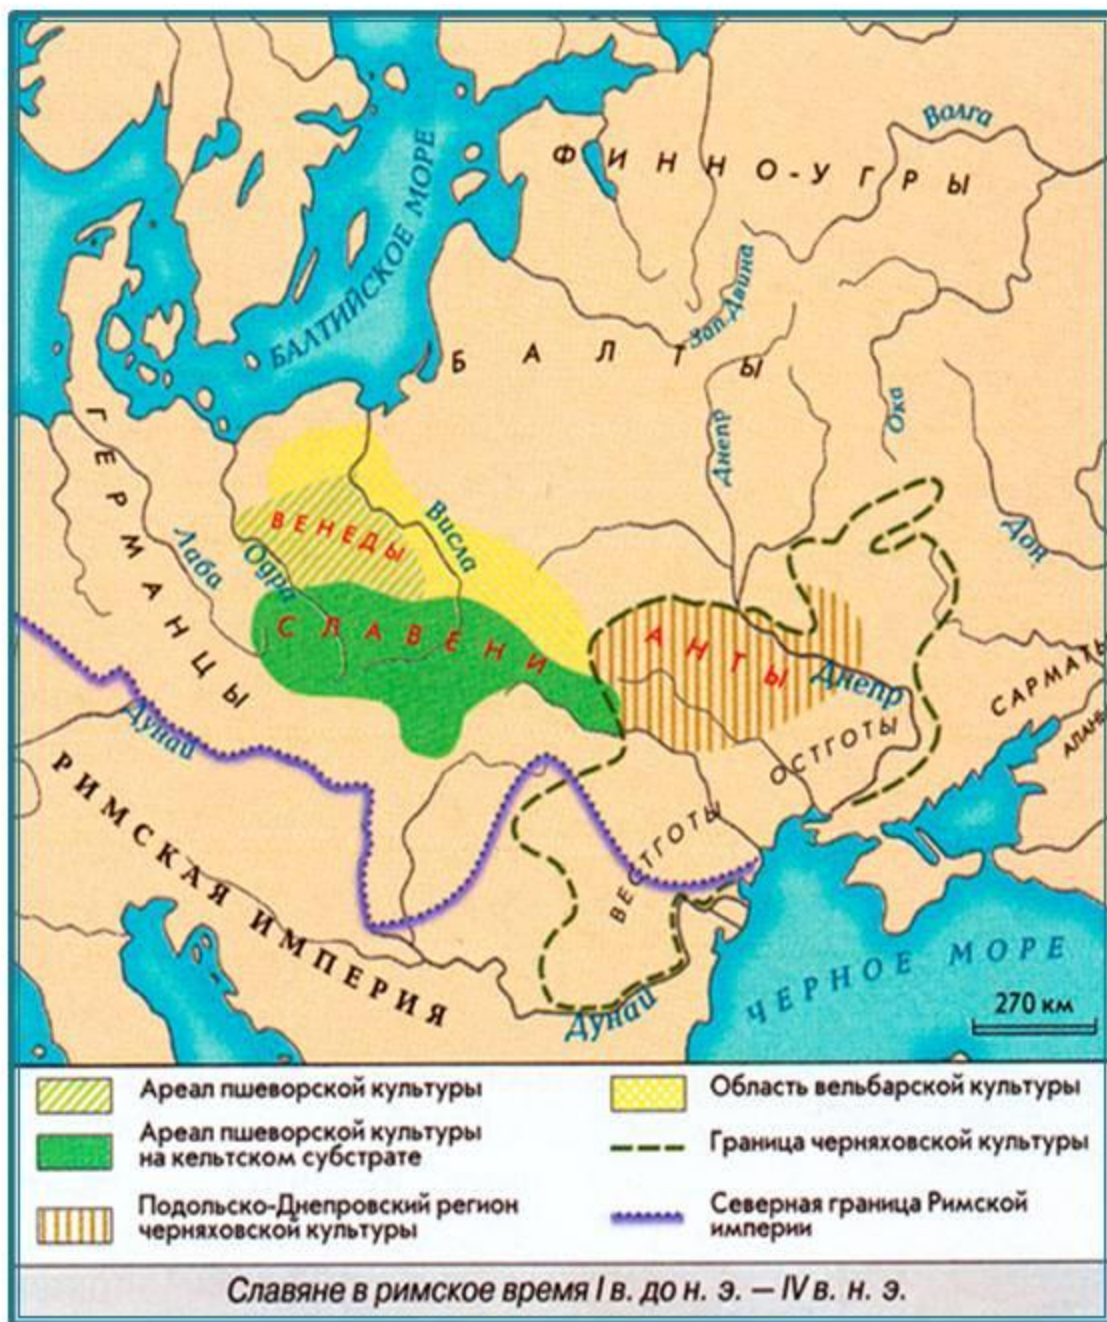 Волга
ФИННО-УГРЫ
БАЛТИЙСКОЕ МОРЕ
Зап. Двина
БАЛТЫ
Ока
Днепр
ГЕРМАНЦЫ
Висла
ВЕНЕДЫ
Дон
Лаба
Одра
СЛАВЕНИ
АНТЫ
Днепр
САРМАТЫ
АЛАНЫ
Дунай
ОСТГОТЫ
ВЕСТГОТЫ
РИМСКАЯ ИМПЕРИЯ
ЧЕРНОЕ МОРЕ
Дунай
270 км
Ареал пшеворской культуры
Ареал пшеворской культуры
на кельтском субстрате
Подольско-Днепровский регион
черняховской культуры
Область вельбарской культуры
Граница черняховской культуры
Северная граница Римской
империи
Славяне в римское время I в. до н. э. – IV в. н. э.